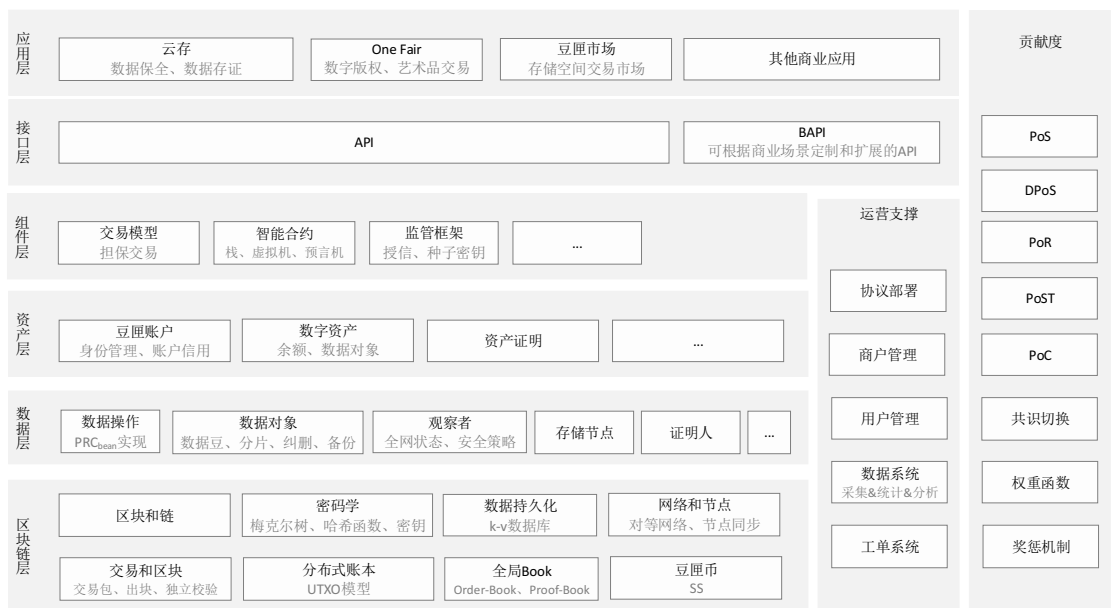 应用层
云存
数据保全、数据存证
One Fair
数字版权、艺术品交易
豆匣市场
存储空间交易市场
其他商业应用
接口层
API
BAPI
可根据商业场景定制和扩展的API
组件层
交易模型
担保交易
智能合约
栈、虚拟机、预言机
监管框架
授信、种子密钥
...
资产层
豆匣账户
身份管理、账户信用
数字资产
余额、数据对象
资产证明
...
数据层
数据操作
PRCbean实现
数据对象
数据豆、分片、纠删、备份
观察者
全网状态、安全策略
存储节点
证明人
...
区块链层
区块和链
密码学
梅克尔树、哈希函数、密钥
数据持久化
k-v数据库
网络和节点
对等网络、节点同步
交易和区块
交易包、出块、独立校验
分布式账本
UTXO模型
全局Book
Order-Book、Proof-Book
豆匣币
SS
运营支撑
协议部署
商户管理
用户管理
数据系统
采集&统计&分析
工单系统
贡献度
PoS
DPoS
PoR
PoST
PoC
共识切换
权重函数
奖惩机制